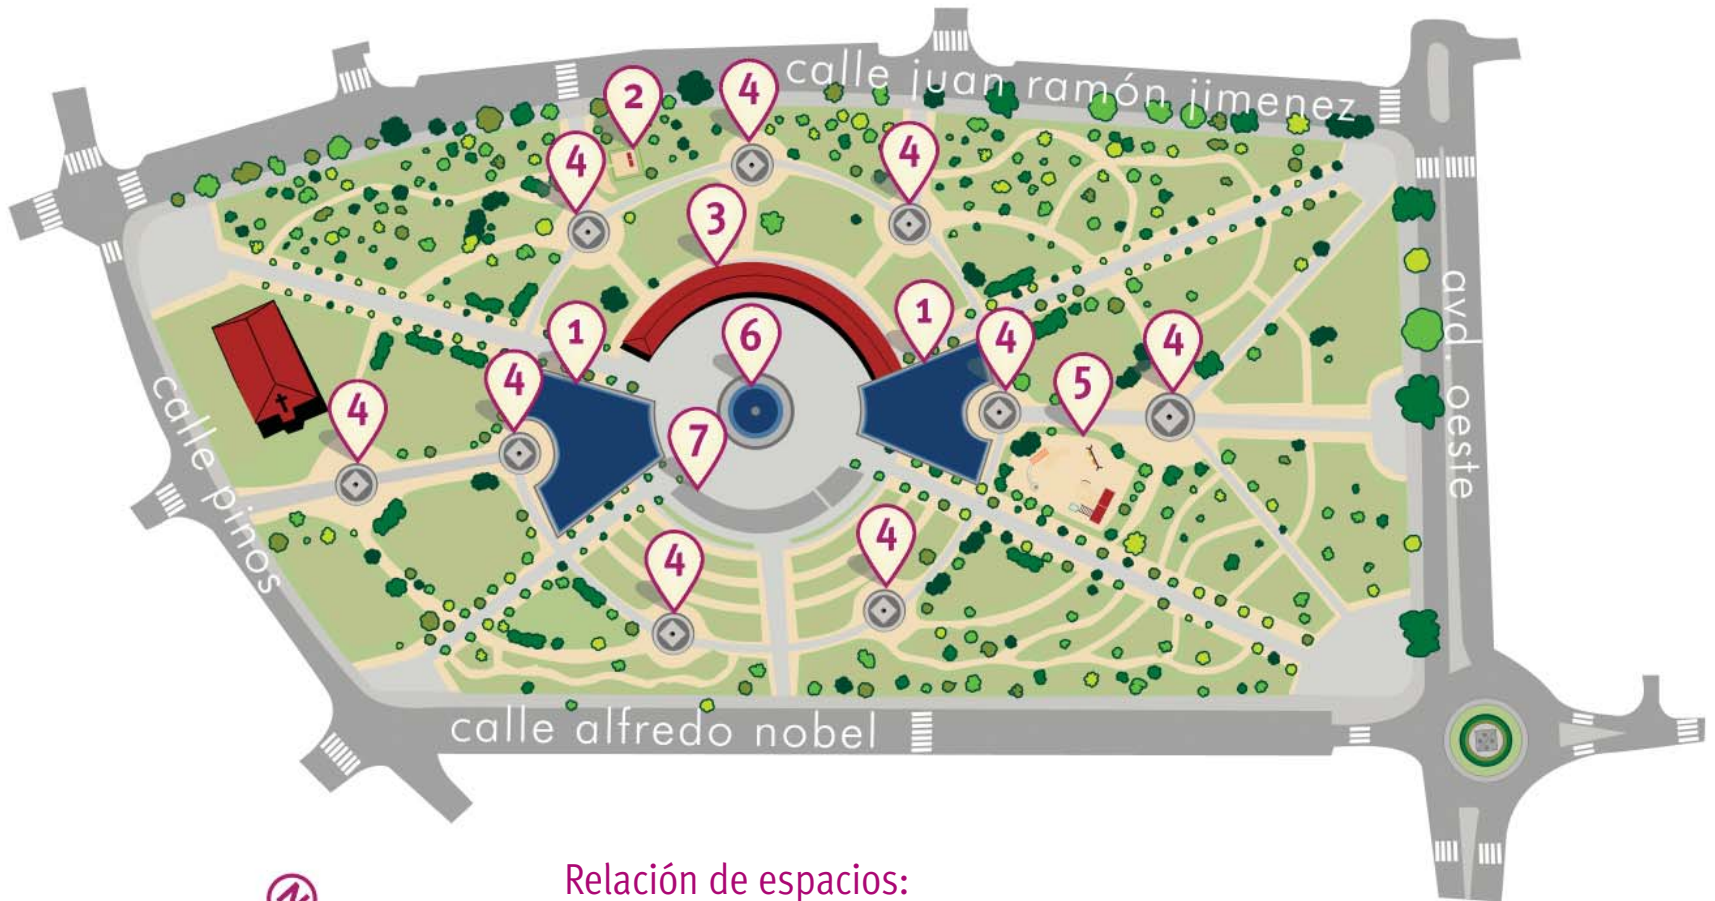 calle juan ramón jimenez
2
4
4
4
3
1
6
1
4
4
4
5
4
7
4
4
calle pinos
avd. oeste
calle alfredo nobel
N
Relación de espacios: